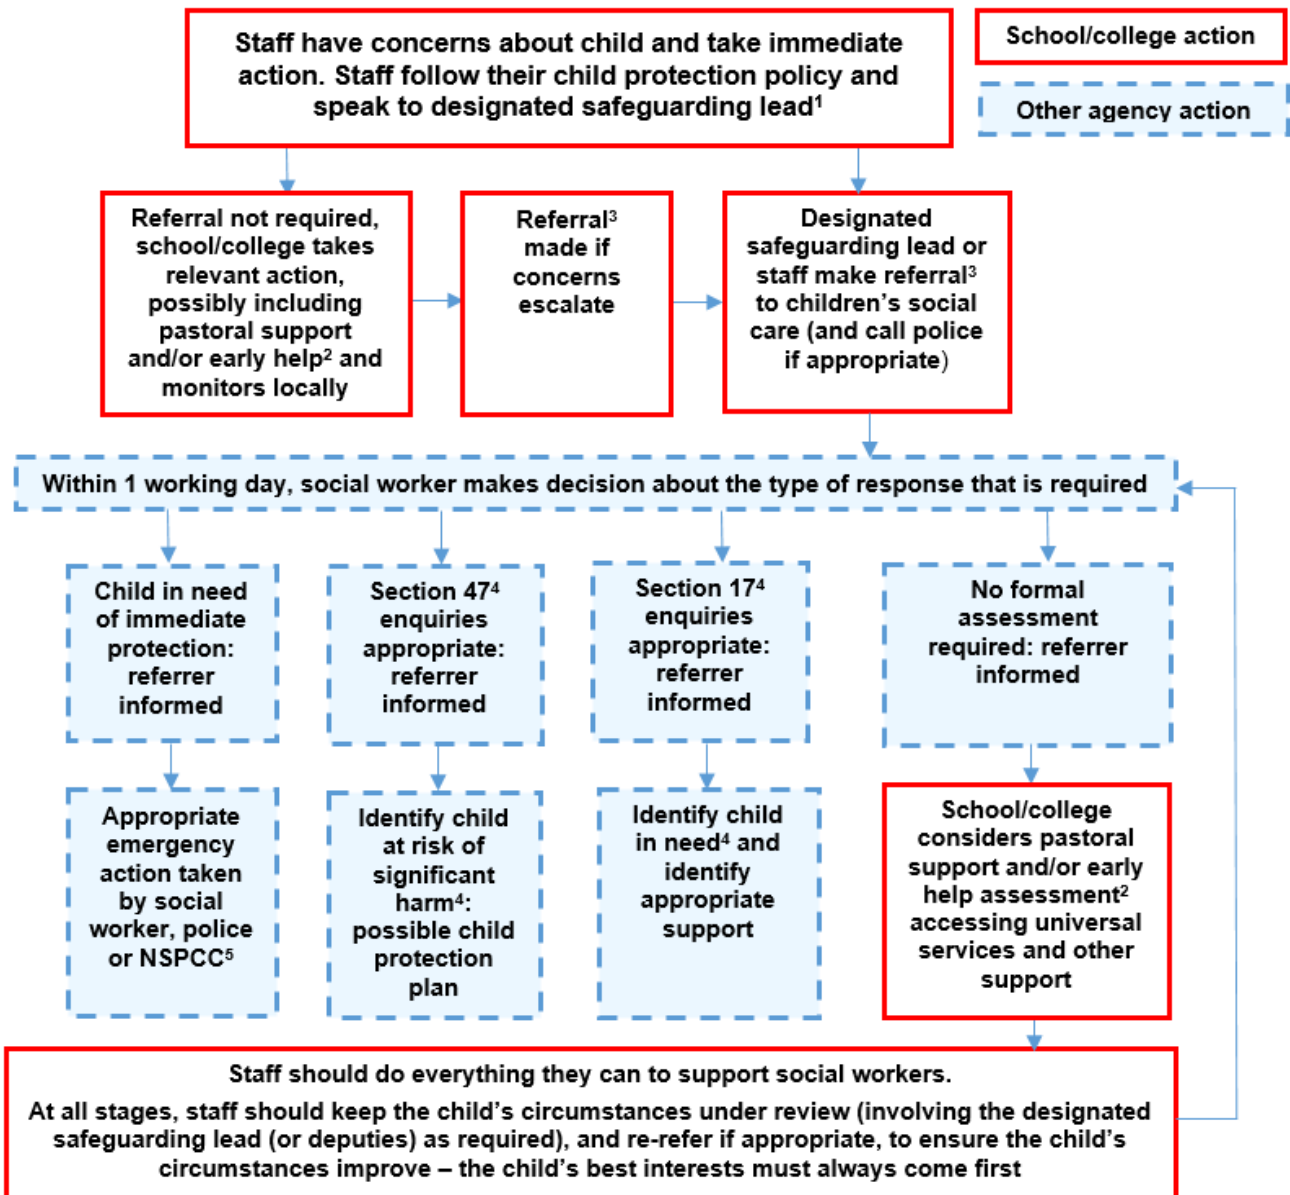 Staff have concerns about child and take immediate
action. Staff follow their child protection policy and
speak to designated safeguarding lead¹
School/college action
Other agency action
Referral not required,
school/college takes
relevant action,
possibly including
pastoral support
and/or early help² and
monitors locally
Referral³
made if
concerns
escalate
Designated
safeguarding lead or
staff make referral³
to children’s social
care (and call police
if appropriate)
Within 1 working day, social worker makes decision about the type of response that is required
Child in need
of immediate
protection:
referrer
informed
Section 47⁴
enquiries
appropriate:
referrer
informed
Section 17⁴
enquiries
appropriate:
referrer
informed
No formal
assessment
required: referrer
informed
Appropriate
emergency
action taken
by social
worker, police
or NSPCC⁵
Identify child
at risk of
significant
harm⁴:
possible child
protection
plan
Identify child
in need⁴ and
identify
appropriate
support
School/college
considers pastoral
support and/or early
help assessment²
accessing universal
services and other
support
Staff should do everything they can to support social workers.
At all stages, staff should keep the child’s circumstances under review (involving the designated
safeguarding lead (or deputies) as required), and re-refer if appropriate, to ensure the child’s
circumstances improve – the child’s best interests must always come first